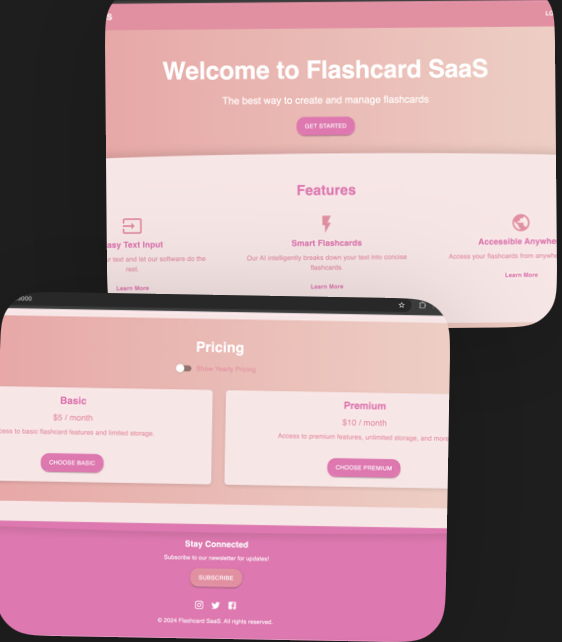 S
LO
Welcome to Flashcard SaaS
The best way to create and manage flashcards
GET STARTED
Features
asy Text Input
Smart Flashcards
Accessible Anywhe
r text and let our software do the
rest.
Our AI intelligently breaks down your text into concise
flashcards.
Access your flashcards from anywhe
Learn More
Learn More
Learn More
3000
Pricing
Show Yearly Pricing
Basic
$5 / month
cess to basic flashcard features and limited storage.
CHOOSE BASIC
Premium
$10 / month
Access to premium features, unlimited storage, and more
CHOOSE PREMIUM
Stay Connected
Subscribe to our newsletter for updates!
SUBSCRIBE
© 2024 Flashcard SaaS. All rights reserved.